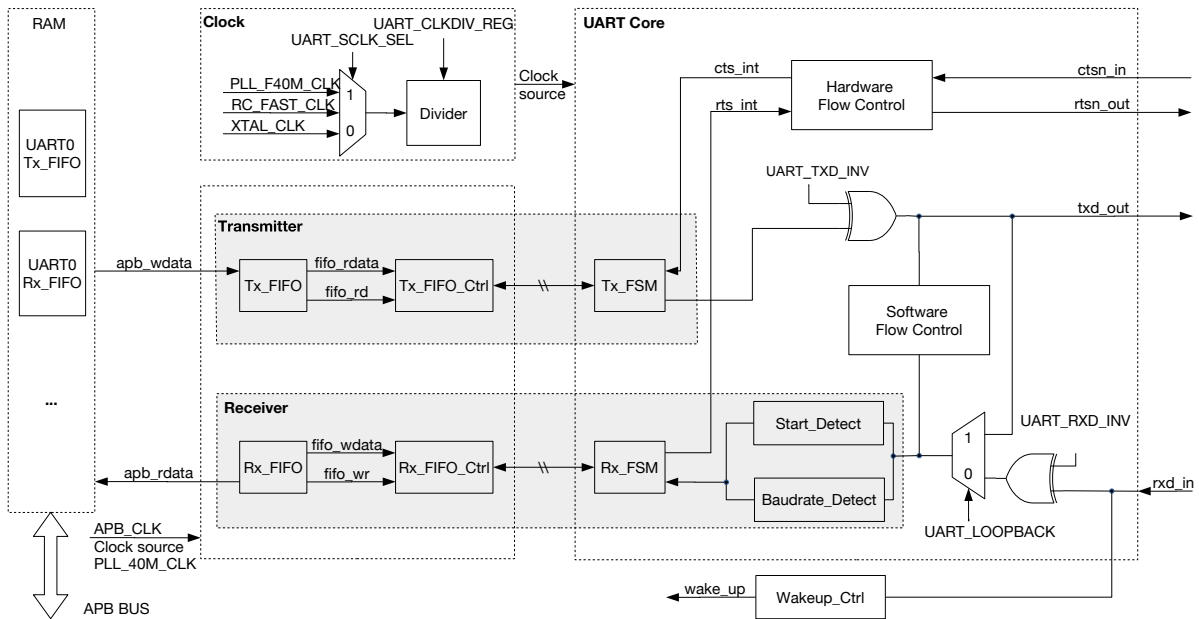 RAM
UART0
Tx_FIFO
UART0
Rx_FIFO
...
APB BUS
Clock
UART_CLKDIV_REG
UART_SCLK_SEL
PLL_F40M_CLK
RC_FAST_CLK
XTAL_CLK
1
0
Divider
Clock
source
UART Core
cts_int
rts_int
Hardware
Flow Control
ctsn_in
rtsn_out
UART_TXD_INV
txd_out
Transmitter
apb_wdata
Tx_FIFO
fifo_rdata
fifo_rd
Tx_FIFO_Ctrl
\\
Tx_FSM
Software
Flow Control
Receiver
apb_rdata
Rx_FIFO
fifo_wdata
fifo_wr
Rx_FIFO_Ctrl
\\
Rx_FSM
Start_Detect
Baudrate_Detect
1
0
UART_RXD_INV
rxd_in
UART_LOOPBACK
APB_CLK
Clock source
PLL_40M_CLK
wake_up
Wakeup_Ctrl